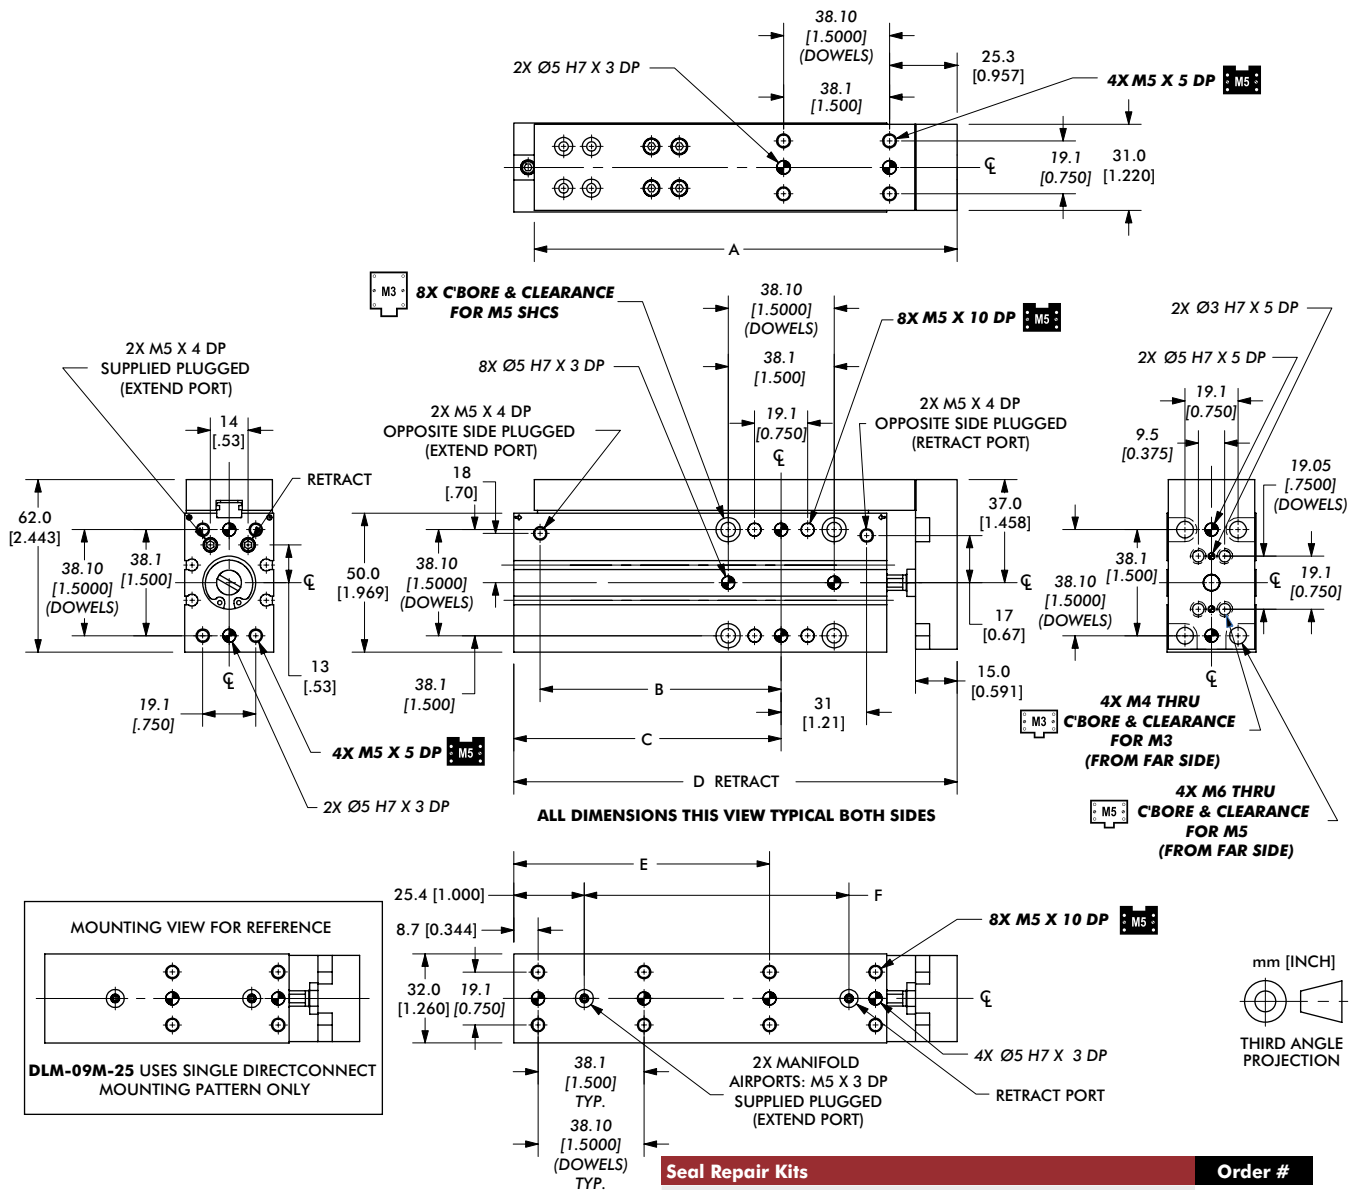 38.10
[1.5000]
(DOWELS)
38.1
[1.500]
25.3
[0.957]
2X Ø5 H7 X 3 DP
4X M5 X 5 DP M5
19.1
[0.750]
31.0
[1.220]
℄
A
M3 8X C'BORE & CLEARANCE
FOR M5 SHCS
38.10
[1.5000]
(DOWELS)
38.1
[1.500]
19.1
[0.750]
℄
8X M5 X 10 DP M5
8X Ø5 H7 X 3 DP
2X M5 X 4 DP
SUPPLIED PLUGGED
(EXTEND PORT)
14
[.53]
RETRACT
2X M5 X 4 DP
OPPOSITE SIDE PLUGGED
(EXTEND PORT)
18
[.70]
2X M5 X 4 DP
OPPOSITE SIDE PLUGGED
(RETRACT PORT)
2X Ø3 H7 X 5 DP
2X Ø5 H7 X 5 DP
19.1
[0.750]
9.5
[0.375]
19.05
[.7500]
(DOWELS)
62.0
[2.443]
38.10
[1.5000]
(DOWELS)
38.1
[1.500]
℄
13
[.53]
℄
19.1
[.750]
4X M5 X 5 DP M5
2X Ø5 H7 X 3 DP
50.0
[1.969]
38.10
[1.5000]
(DOWELS)
38.1
[1.500]
37.0
[1.458]
℄
17
[0.67]
15.0
[0.591]
B
31
[1.21]
C
D RETRACT
ALL DIMENSIONS THIS VIEW TYPICAL BOTH SIDES
38.1
[1.500]
38.10
[1.5000]
(DOWELS)
℄
19.1
[0.750]
℄
M3 4X M4 THRU
C'BORE & CLEARANCE
FOR M3
(FROM FAR SIDE)
M5 4X M6 THRU
C'BORE & CLEARANCE
FOR M5
(FROM FAR SIDE)
E
25.4 [1.000]
F
8.7 [0.344]
8X M5 X 10 DP M5
32.0
[1.260]
19.1
[0.750]
℄
38.1
[1.500]
TYP.
38.10
[1.5000]
(DOWELS)
TYP.
2X MANIFOLD
AIRPORTS: M5 X 3 DP
SUPPLIED PLUGGED
(EXTEND PORT)
4X Ø5 H7 X 3 DP
RETRACT PORT
MOUNTING VIEW FOR REFERENCE
DLM-09M-25 USES SINGLE DIRECTCONNECT
MOUNTING PATTERN ONLY
mm [INCH]
THIRD ANGLE
PROJECTION
Seal Repair Kits Order #